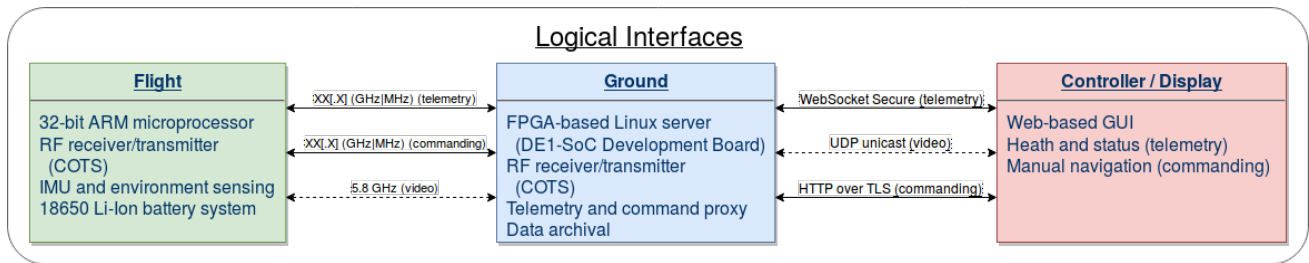 Logical Interfaces
Flight
32-bit ARM microprocessor
RF receiver/transmitter
(COTS)
IMU and environment sensing
18650 Li-Ion battery system
XX[.X] (GHz|MHz) (telemetry)
XX[.X] (GHz|MHz) (commanding)
5.8 GHz (video)
Ground
FPGA-based Linux server
(DE1-SoC Development Board)
RF receiver/transmitter
(COTS)
Telemetry and command proxy
Data archival
WebSocket Secure (telemetry)
UDP unicast (video)
HTTP over TLS (commanding)
Controller / Display
Web-based GUI
Heath and status (telemetry)
Manual navigation (commanding)